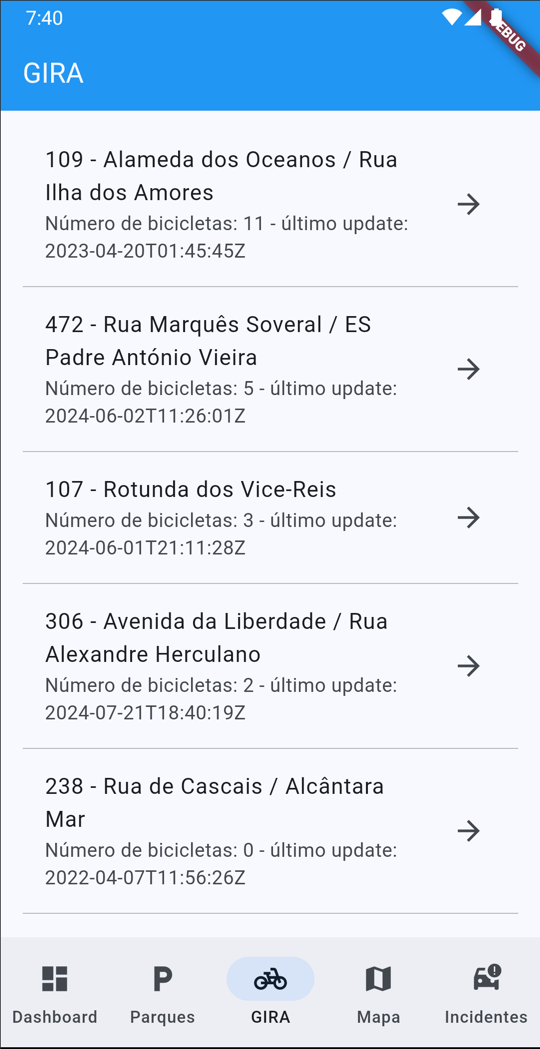 7:40
GIRA
109 - Alameda dos Oceanos / Rua
Ilha dos Amores
Número de bicicletas: 11 - último update:
2023-04-20T01:45:45Z
472 - Rua Marquês Soveral / ES
Padre António Vieira
Número de bicicletas: 5 - último update:
2024-06-02T11:26:01Z
107 - Rotunda dos Vice-Reis
Número de bicicletas: 3 - último update:
2024-06-01T21:11:28Z
306 - Avenida da Liberdade / Rua
Alexandre Herculano
Número de bicicletas: 2 - último update:
2024-07-21T18:40:19Z
238 - Rua de Cascais / Alcântara
Mar
Número de bicicletas: 0 - último update:
2022-04-07T11:56:26Z
Dashboard
Parques
GIRA
Mapa
Incidentes